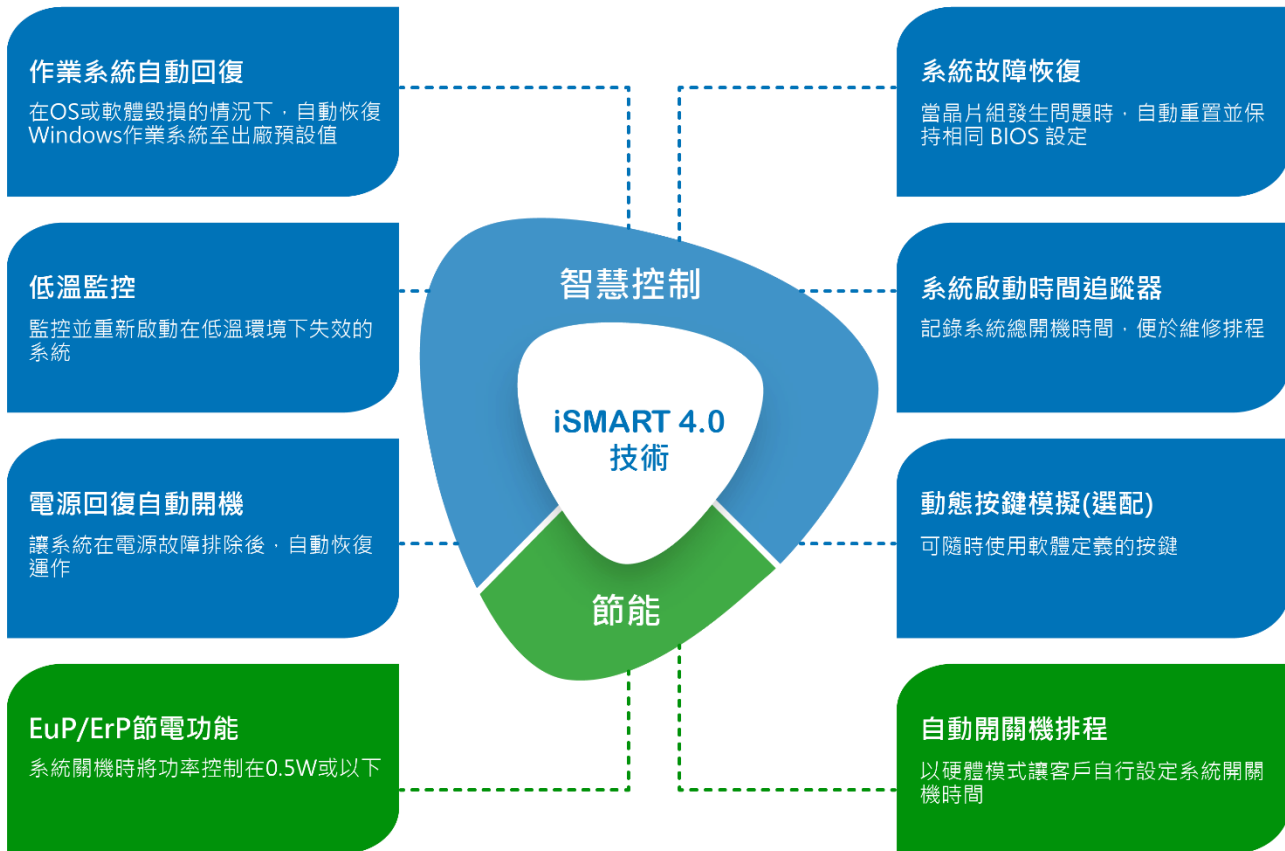 作業系統自動回復
在OS或軟體毀損的情況下，自動恢復
Windows作業系統至出廠預設值
低溫監控
監控並重新啟動在低溫環境下失效的
系統
電源回復自動開機
讓系統在電源故障排除後，自動恢復
運作
EuP/ErP節電功能
系統關機時將功率控制在0.5W或以下
智慧控制
iSMART 4.0
技術
節能
系統故障恢復
當晶片組發生問題時，自動重置並保
持相同 BIOS 設定
系統啟動時間追蹤器
記錄系統總開機時間，便於維修排程
動態按鍵模擬(選配)
可隨時使用軟體定義的按鍵
自動開關機排程
以硬體模式讓客戶自行設定系統開關
機時間